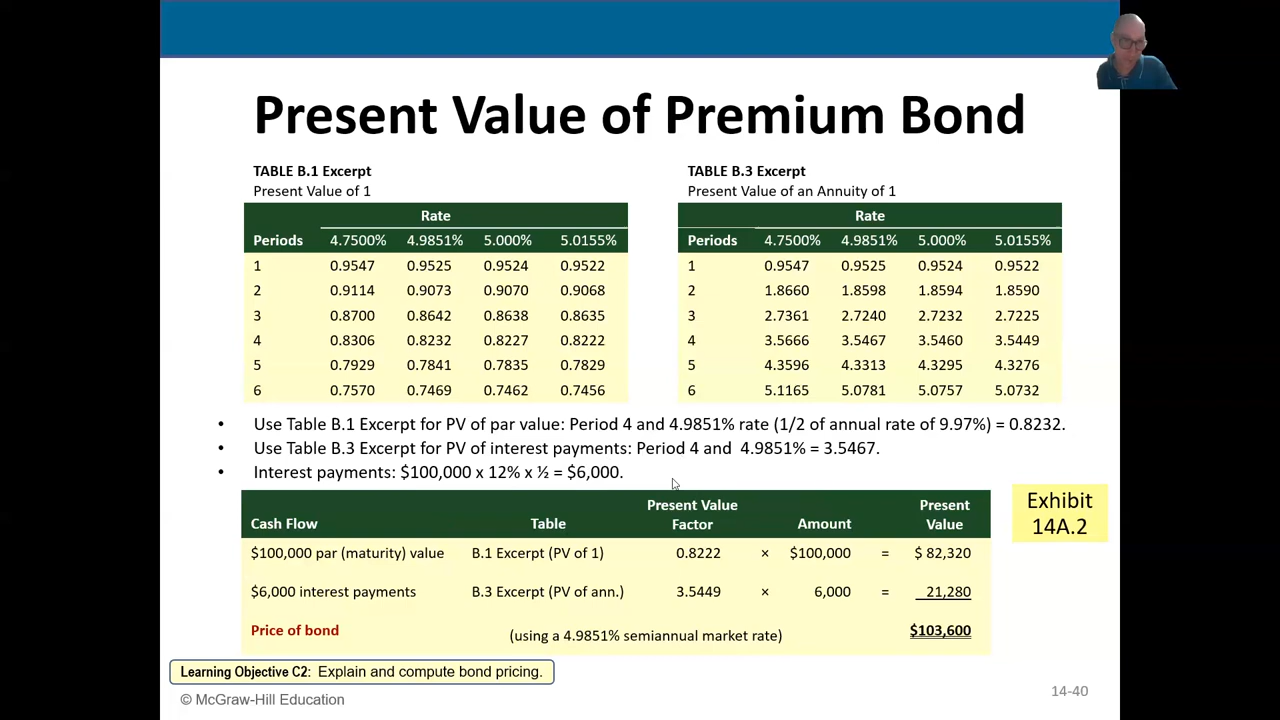 Present Value of Premium Bond
TABLE B.1 Excerpt
Present Value of 1
Rate
Periods 4.7500% 4.9851% 5.000% 5.0155%
1 0.9547 0.9525 0.9524 0.9522
2 0.9114 0.9073 0.9070 0.9068
3 0.8700 0.8642 0.8638 0.8635
4 0.8306 0.8232 0.8227 0.8222
5 0.7929 0.7841 0.7835 0.7829
6 0.7570 0.7469 0.7462 0.7456
TABLE B.3 Excerpt
Present Value of an Annuity of 1
Rate
Periods 4.7500% 4.9851% 5.000% 5.0155%
1 0.9547 0.9525 0.9524 0.9522
2 1.8660 1.8598 1.8594 1.8590
3 2.7361 2.7240 2.7232 2.7225
4 3.5666 3.5467 3.5460 3.5449
5 4.3596 4.3313 4.3295 4.3276
6 5.1165 5.0781 5.0757 5.0732
• Use Table B.1 Excerpt for PV of par value: Period 4 and 4.9851% rate (1/2 of annual rate of 9.97%) = 0.8232.
• Use Table B.3 Excerpt for PV of interest payments: Period 4 and 4.9851% = 3.5467.
• Interest payments: $100,000 x 12% x ½ = $6,000.
Cash Flow Table Present Value Factor Amount Present Value
$100,000 par (maturity) value B.1 Excerpt (PV of 1) 0.8222 × $100,000 = $ 82,320
$6,000 interest payments B.3 Excerpt (PV of ann.) 3.5449 × 6,000 = 21,280
Price of bond (using a 4.9851% semiannual market rate) $103,600
Exhibit
14A.2
Learning Objective C2: Explain and compute bond pricing.
© McGraw-Hill Education
14-40